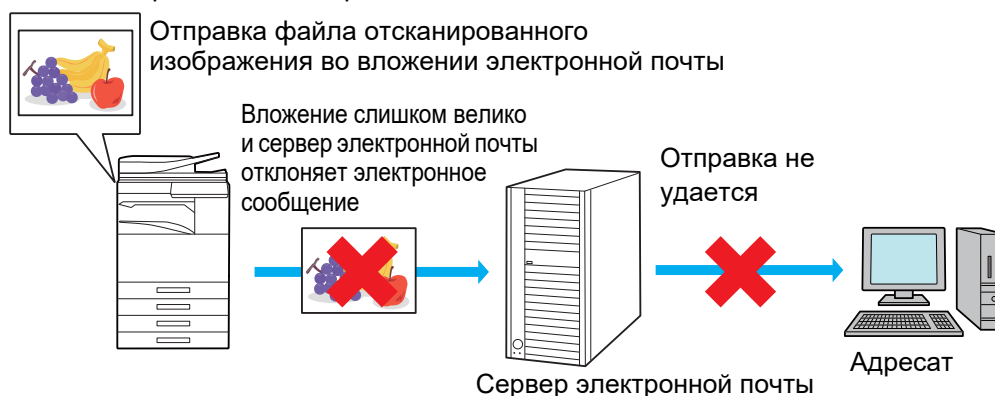 Отправка файла отсканированного
изображения во вложении электронной почты
Вложение слишком велико
и сервер электронной почты
отклоняет электронное
сообщение
Отправка не
удается
Адресат
Сервер электронной почты